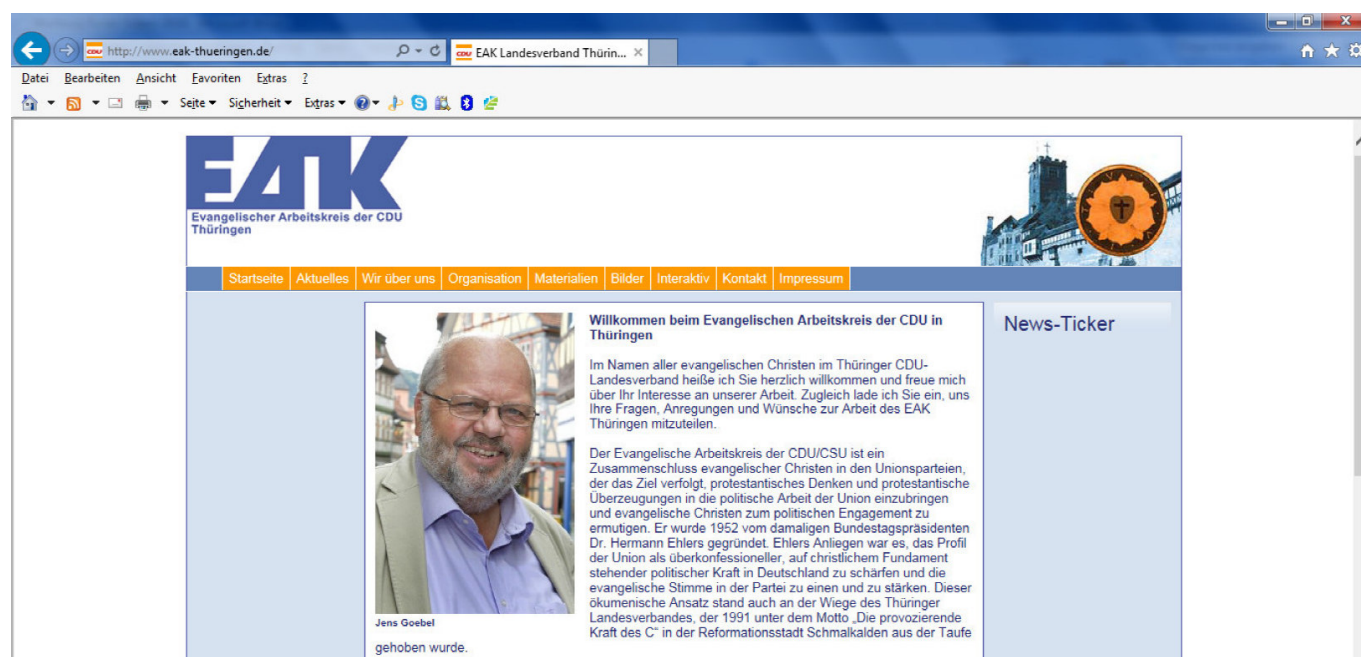 http://www.eak-thueringen.de/
CDU EAK Landesverband Thürin...
Datei Bearbeiten Ansicht Favoriten Extras ?
Seite Sicherheit Extras
EAK
Evangelischer Arbeitskreis der CDU
Thüringen
Startseite Aktuelles Wir über uns Organisation Materialien Bilder Interaktiv Kontakt Impressum
Willkommen beim Evangelischen Arbeitskreis der CDU in
Thüringen
Im Namen aller evangelischen Christen im Thüringer CDU-
Landesverband heiße ich Sie herzlich willkommen und freue mich
über Ihr Interesse an unserer Arbeit. Zugleich lade ich Sie ein, uns
Ihre Fragen, Anregungen und Wünsche zur Arbeit des EAK
Thüringen mitzuteilen.
Der Evangelische Arbeitskreis der CDU/CSU ist ein
Zusammenschluss evangelischer Christen in den Unionsparteien,
der das Ziel verfolgt, protestantisches Denken und protestantische
Überzeugungen in die politische Arbeit der Union einzubringen
und evangelische Christen zum politischen Engagement zu
ermutigen. Er wurde 1952 vom damaligen Bundestagspräsidenten
Dr. Hermann Ehlers gegründet. Ehlers Anliegen war es, das Profil
der Union als überkonfessioneller, auf christlichem Fundament
stehender politischer Kraft in Deutschland zu schärfen und die
evangelische Stimme in der Partei zu einen und zu stärken. Dieser
ökumenische Ansatz stand auch an der Wiege des Thüringer
Landesverbandes, der 1991 unter dem Motto „Die provozierende
Kraft des C“ in der Reformationsstadt Schmalkalden aus der Taufe
gehoben wurde.
Jens Goebel
News-Ticker